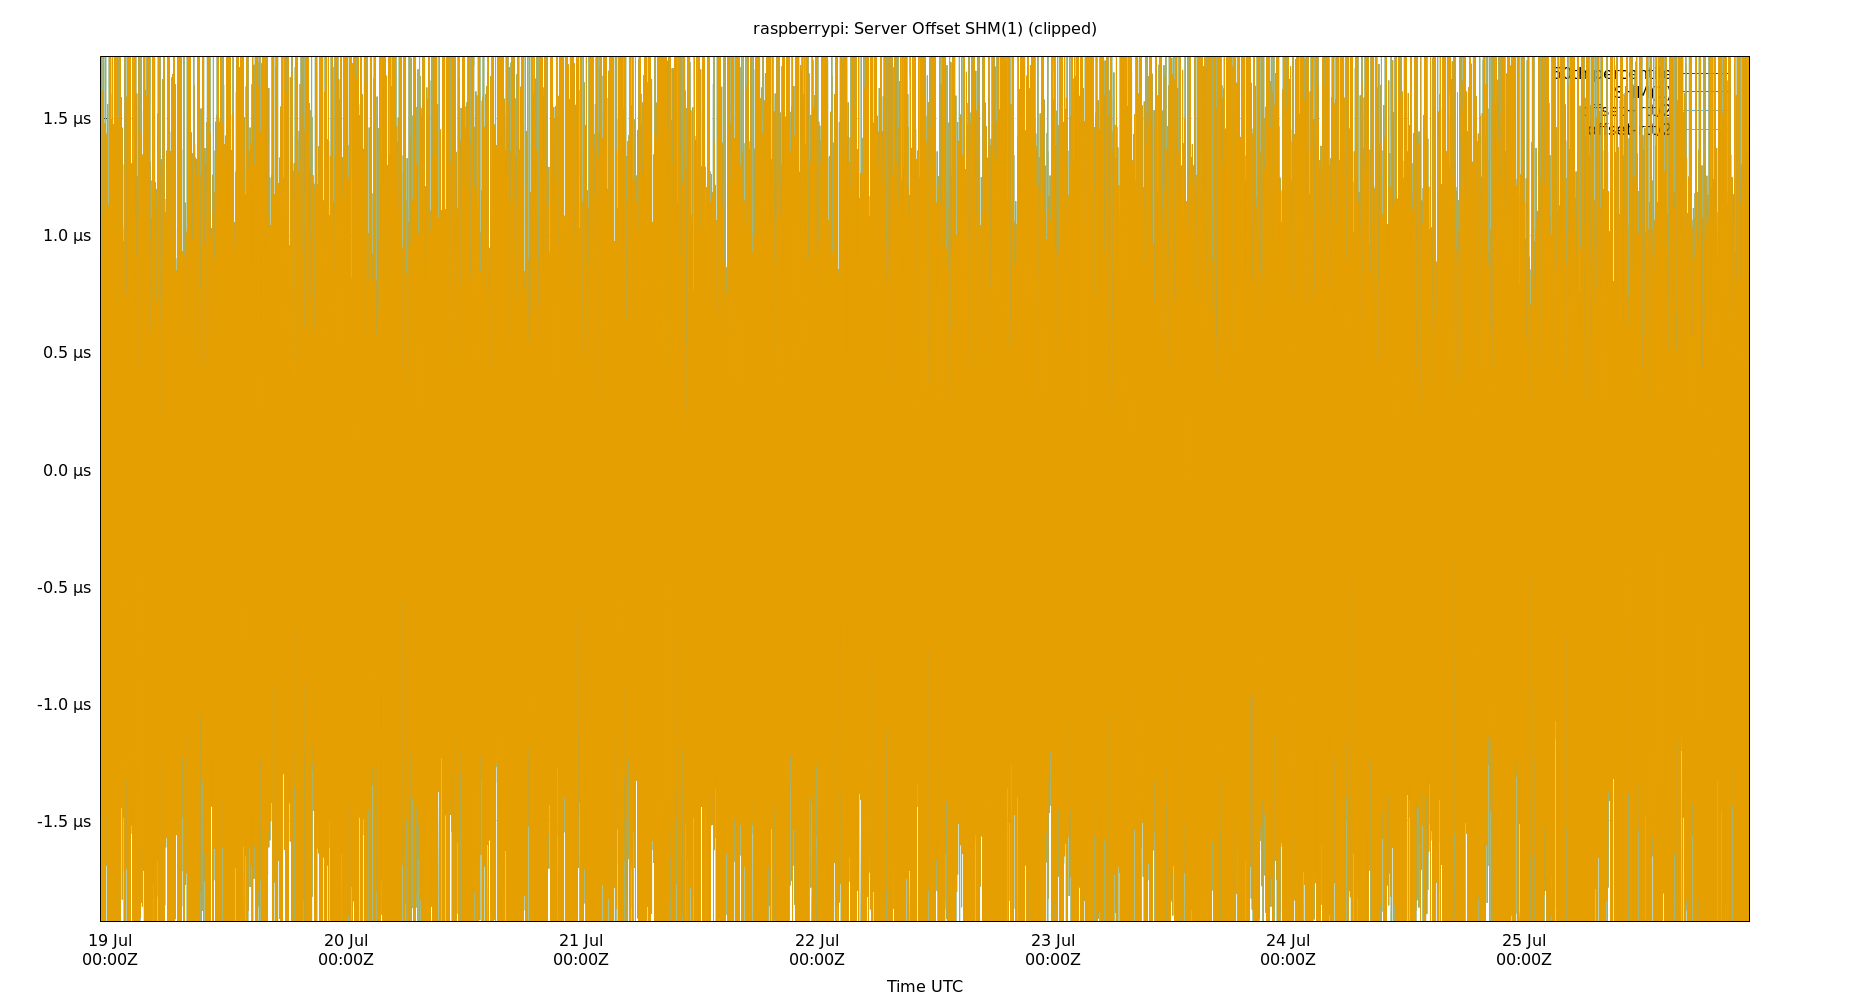 raspberrypi: Server Offset SHM(1) (clipped)
1.5 µs
1.0 µs
0.5 µs
0.0 µs
-0.5 µs
-1.0 µs
-1.5 µs
19 Jul 20 Jul 21 Jul 22 Jul 23 Jul 24 Jul 25 Jul
00:00Z 00:00Z 00:00Z 00:00Z 00:00Z 00:00Z 00:00Z
Time UTC